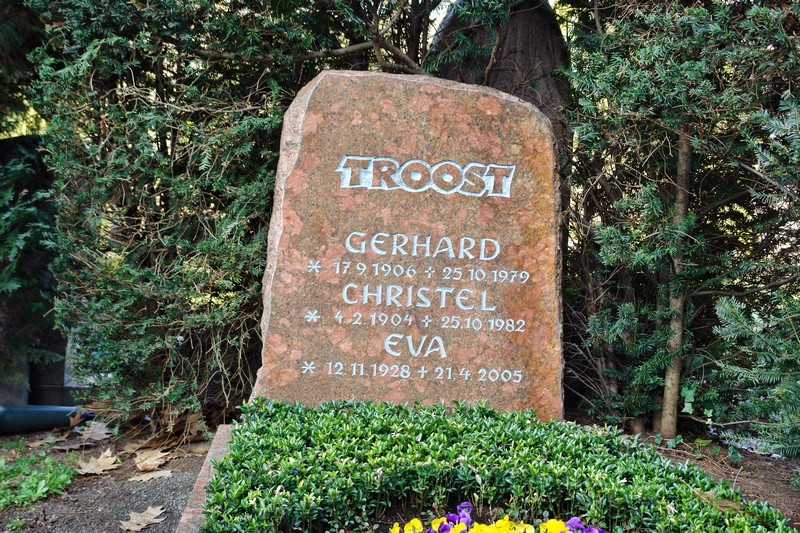 TROOST
GERHARD
* 17.9.1906 + 25.10.1979
CHRISTEL
* 4.2.1904 + 25.10.1982
EVA
* 12.11.1928 + 21.4.2005